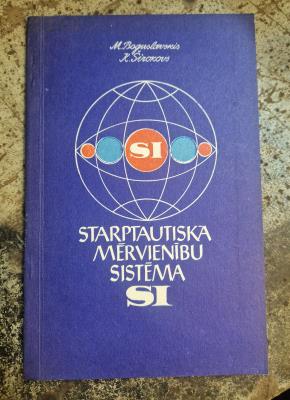 M. Boguslavskis
K. Širokovs
SI
STARPTAUTISKĀ
MĒRVIENĪBU
SISTĒMA
SI